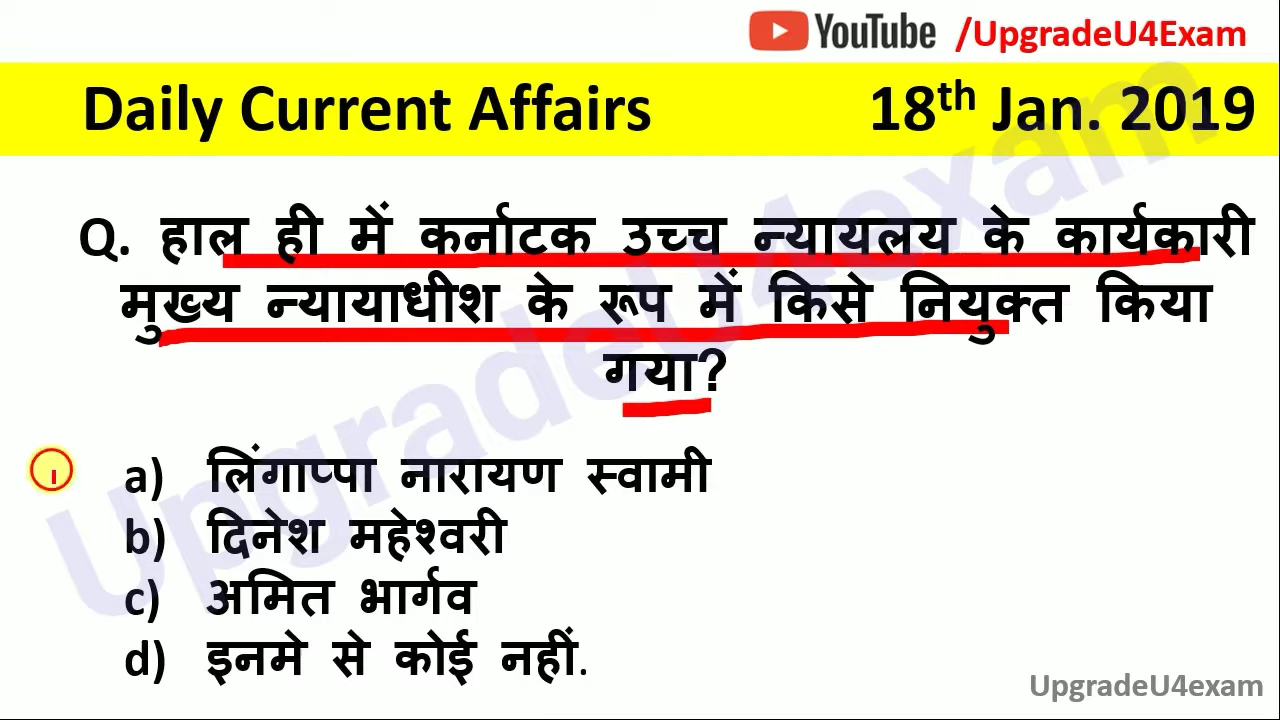 YouTube /UpgradeU4Exam
Daily Current Affairs 18th Jan. 2019
Q. हाल ही में कर्नाटक उच्च न्यायलय के कार्यकारी
मुख्य न्यायाधीश के रूप में किसे नियुक्त किया
गया?
a) लिंगाप्पा नारायण स्वामी
b) दिनेश महेश्वरी
c) अमित भार्गव
d) इनमे से कोई नहीं.
UpgradeU4exam
UpgradeU4exam